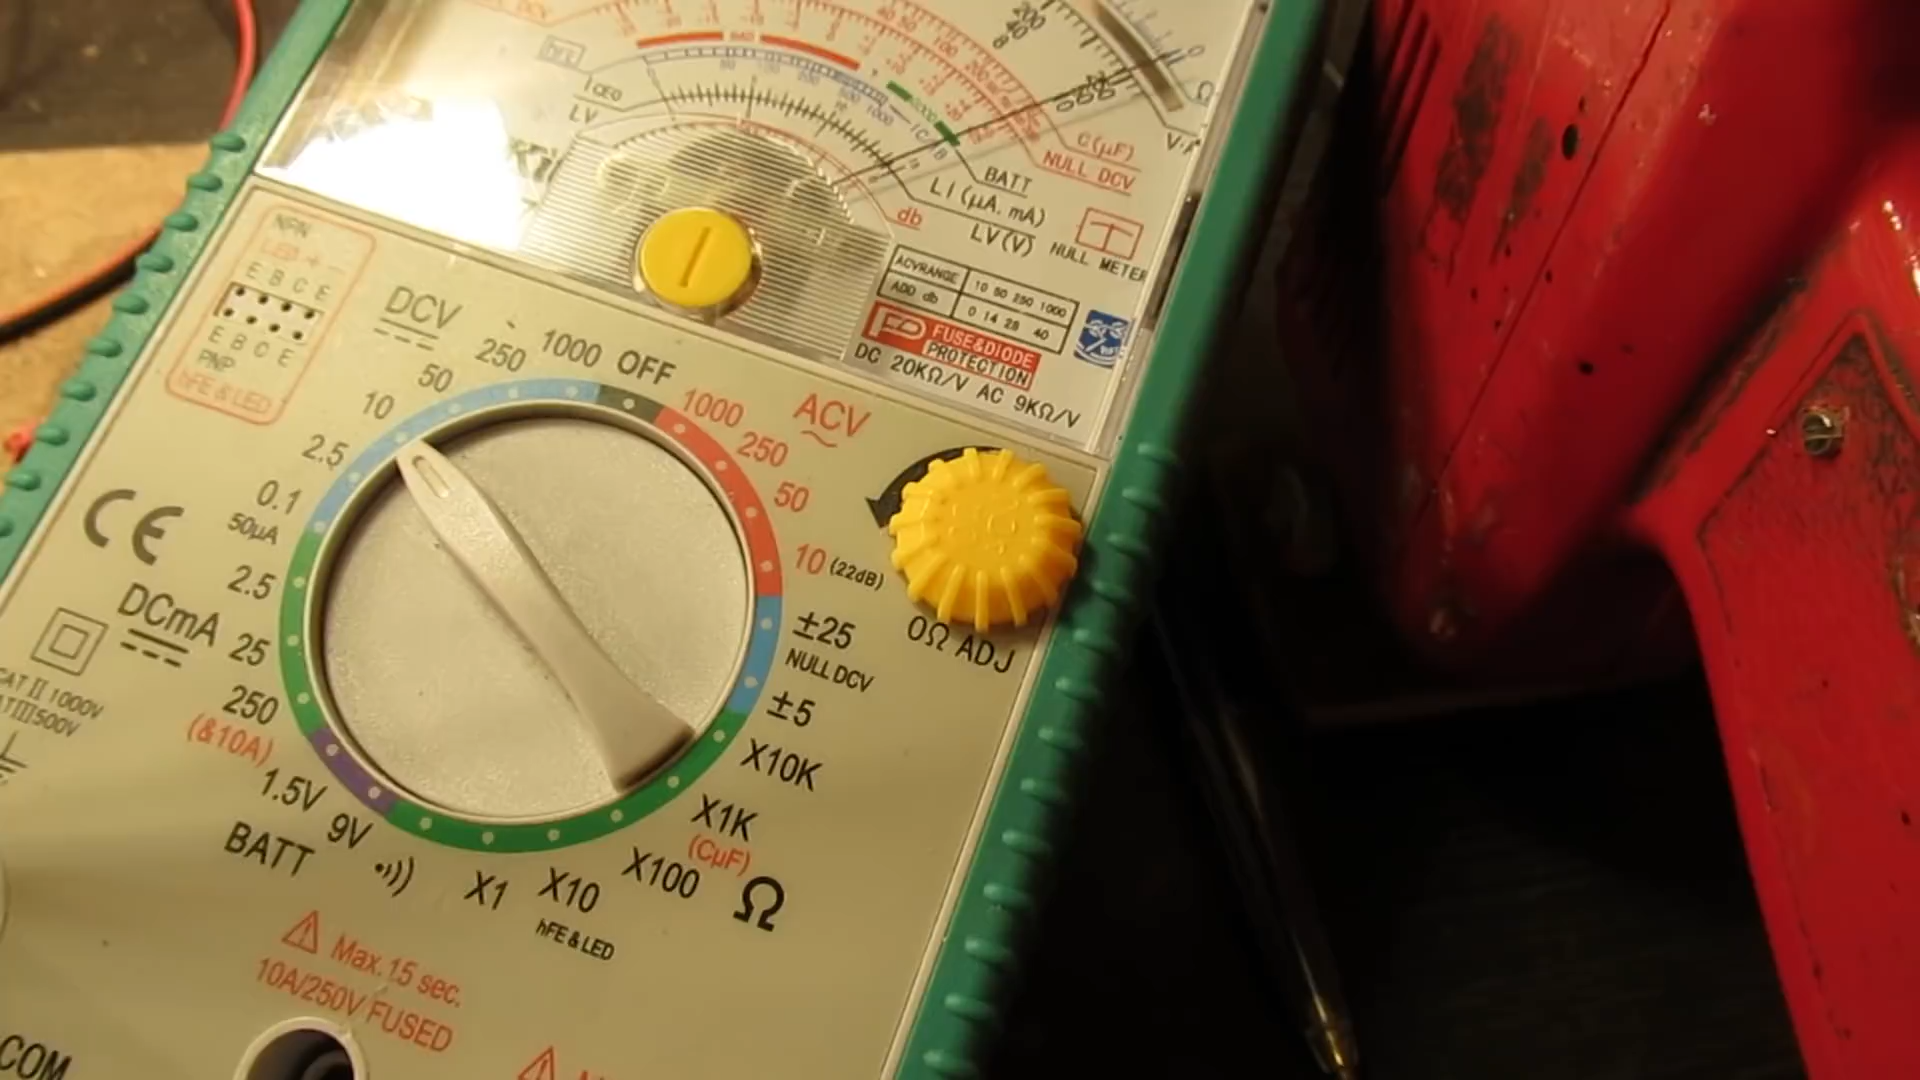 hFE
ICEO
LV
C(μF)
NULL DCV
BATT
LI (μA, mA)
LV(V)
db
NULL METER
Ω
ACVRANGE 10 50 250 1000
ADD db 0 14 28 40
FUSE&DIODE
PROTECTION
DC 20KΩ/V AC 9KΩ/V
NPN
LED + -
E B C E
E B C E
PNP
hFE & LED
DCV
1000
OFF
250
50
10
2.5
0.1
50μA
2.5
25
250
(&10A)
DCmA
CE
CAT II 1000V
1.5V
9V
BATT
X1
X10
hFE & LED
X100
X1K
(CμF)
X10K
Ω
±5
±25
NULL DCV
10 (22dB)
50
250
1000
ACV
0Ω ADJ
Max. 15 sec.
10A/250V FUSED
COM